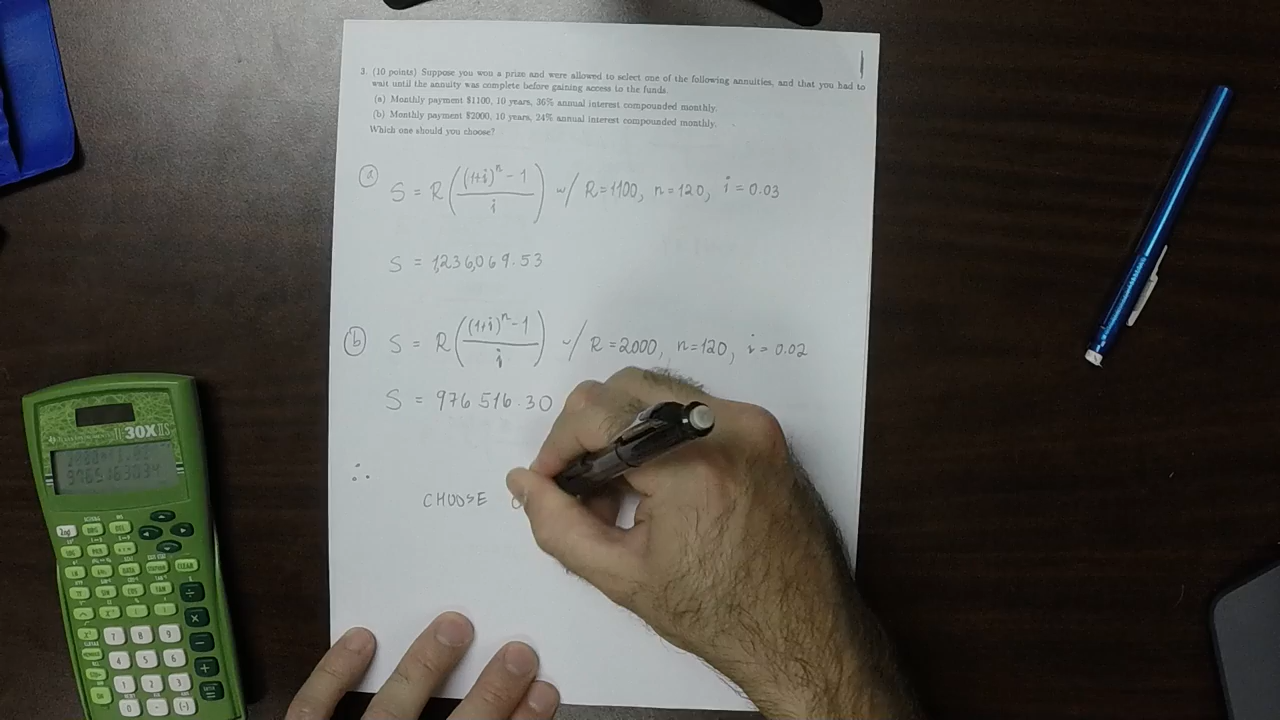 3. (10 points) Suppose you won a prize and were allowed to select one of the following annuities, and that you had to
wait until the annuity was complete before gaining access to the funds.
(a) Monthly payment $1100, 10 years, 36% annual interest compounded monthly.
(b) Monthly payment $2000, 10 years, 24% annual interest compounded monthly.
Which one should you choose?
(a) S = R(((1+i)^n - 1)/i) w/ R=1100, n=120, i=0.03
S = 1,236,069.53
(b) S = R(((1+i)^n - 1)/i) w/ R=2000, n=120, i=0.02
S = 976 516.30
∴
CHOOSE
TI-30X IIS